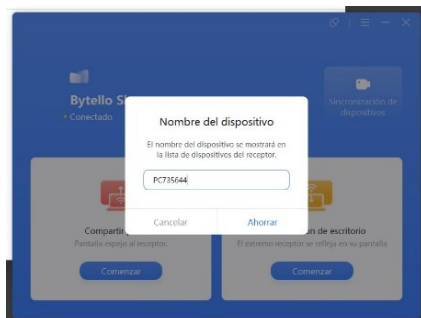 Bytello S
Conectado
Sincronización de
dispositivos
Nombre del dispositivo
El nombre del dispositivo se mostrará en
la lista de dispositivos del receptor.
PC735644
Cancelar
Ahorrar
Compartir
Pantalla espejo al receptor.
Comenzar
n de escritorio
El extremo receptor se refleja en su pantalla
Comenzar